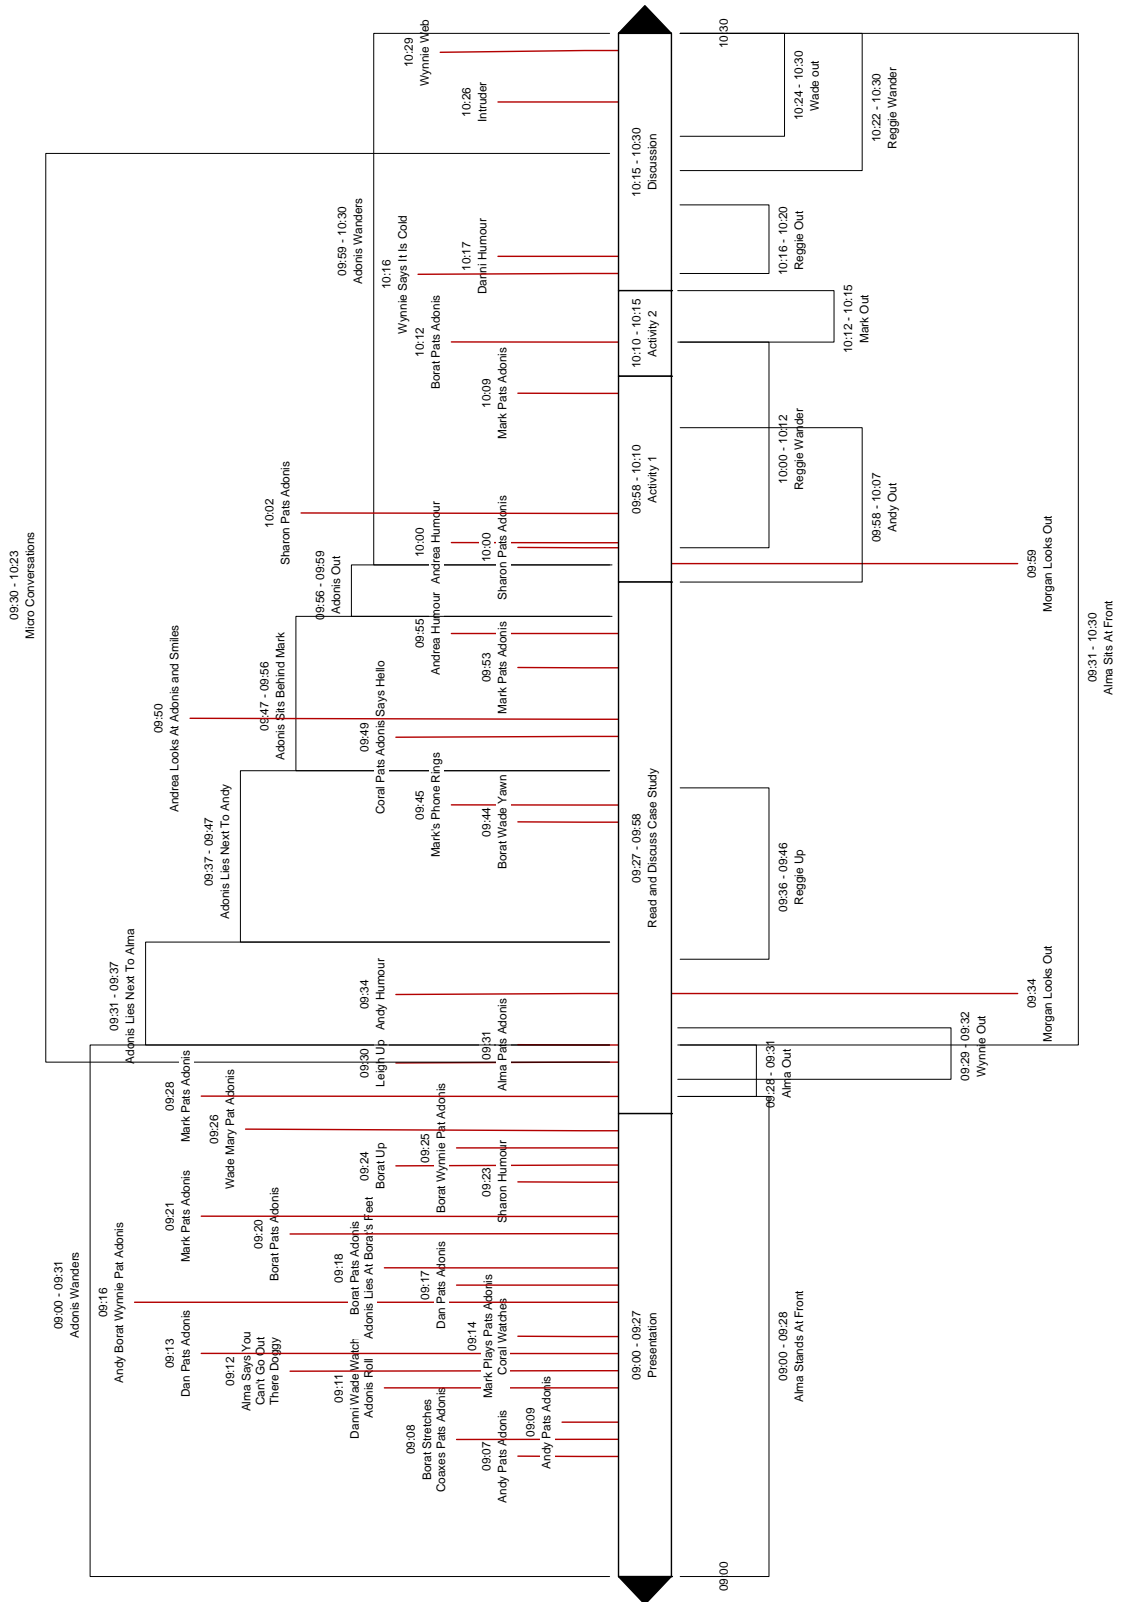 09:00 - 09:31
Adonis Wanders
09:30 - 10:23
Micro Conversations
09:31 - 09:37
Adonis Lies Next To Alma
09:37 - 09:47
Adonis Lies Next To Andy
09:47 - 09:56
Adonis Sits Behind Mark
09:56 - 09:59
Adonis Out
09:59 - 10:30
Adonis Wanders
09:07
Andy Pats Adonis
09:08
Borat Stretches
Coaxes Pats Adonis
09:09
Andy Pats Adonis
09:11
Danni Wade Watch
Adonis Roll
09:12
Alma Says You
Can't Go Out
There Doggy
09:13
Dan Pats Adonis
09:14
Mark Plays Pats Adonis
Coral Watches
09:16
Andy Borat Wynnie Pat Adonis
09:17
Dan Pats Adonis
09:18
Borat Pats Adonis
Adonis Lies At Borat's Feet
09:20
Borat Pats Adonis
09:21
Mark Pats Adonis
09:23
Sharon Humour
09:24
Borat Up
09:25
Borat Wynnie Pat Adonis
09:26
Wade Mary Pat Adonis
09:28
Mark Pats Adonis
09:30
Leigh Up
09:31
Alma Pats Adonis
09:34
Andy Humour
09:44
Borat Wade Yawn
09:45
Mark's Phone Rings
09:49
Coral Pats Adonis Says Hello
09:50
Andrea Looks At Adonis and Smiles
09:53
Mark Pats Adonis
09:55
Andrea Humour
10:00
Sharon Pats Adonis
10:00
Andrea Humour
10:02
Sharon Pats Adonis
10:09
Mark Pats Adonis
10:12
Borat Pats Adonis
10:16
Wynnie Says It Is Cold
10:17
Danni Humour
10:26
Intruder
10:29
Wynnie Web
09:00 - 09:27
Presentation
09:27 - 09:58
Read and Discuss Case Study
09:58 - 10:10
Activity 1
10:10 - 10:15
Activity 2
10:15 - 10:30
Discussion
09:00
10:30
09:00 - 09:28
Alma Stands At Front
09:28 - 09:31
Alma Out
09:29 - 09:32
Wynnie Out
09:34
Morgan Looks Out
09:36 - 09:46
Reggie Up
09:31 - 10:30
Alma Sits At Front
09:59
Morgan Looks Out
09:58 - 10:07
Andy Out
10:00 - 10:12
Reggie Wander
10:12 - 10:15
Mark Out
10:16 - 10:20
Reggie Out
10:22 - 10:30
Reggie Wander
10:24 - 10:30
Wade out